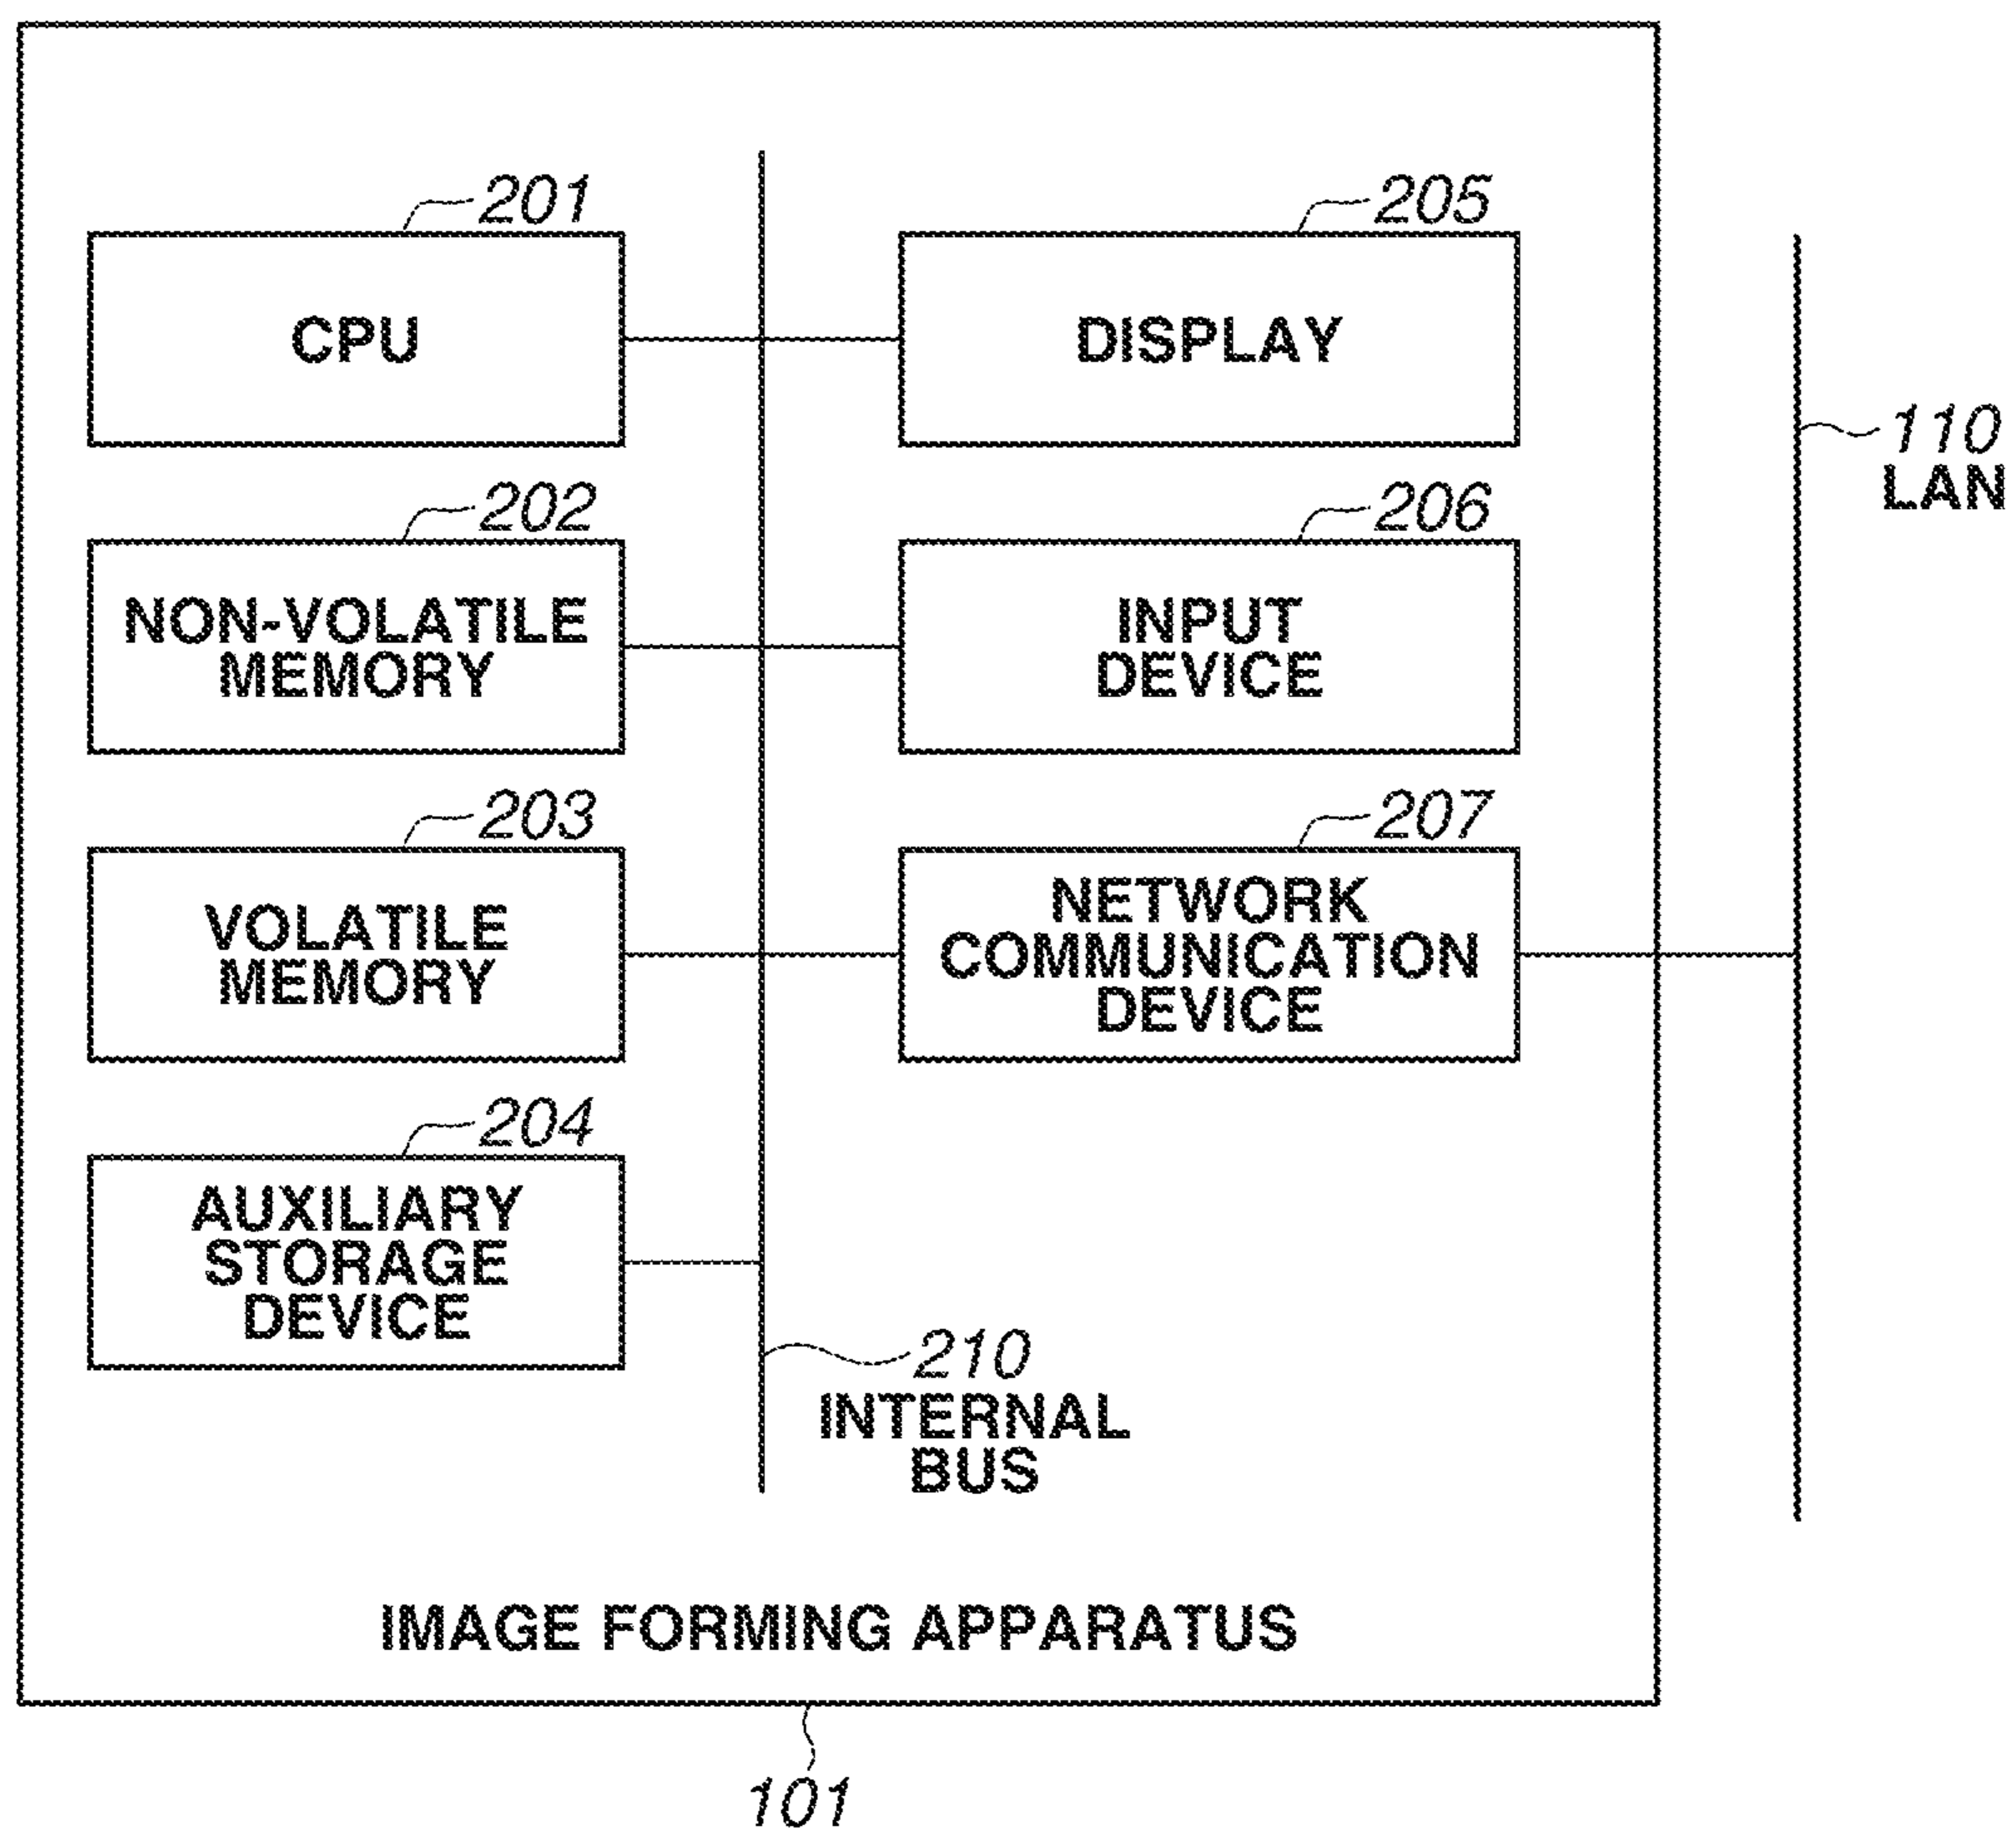 201
CPU
205
DISPLAY
110
LAN
202
NON-VOLATILE
MEMORY
206
INPUT
DEVICE
203
VOLATILE
MEMORY
207
NETWORK
COMMUNICATION
DEVICE
204
AUXILIARY
STORAGE
DEVICE
210
INTERNAL
BUS
IMAGE FORMING APPARATUS
101